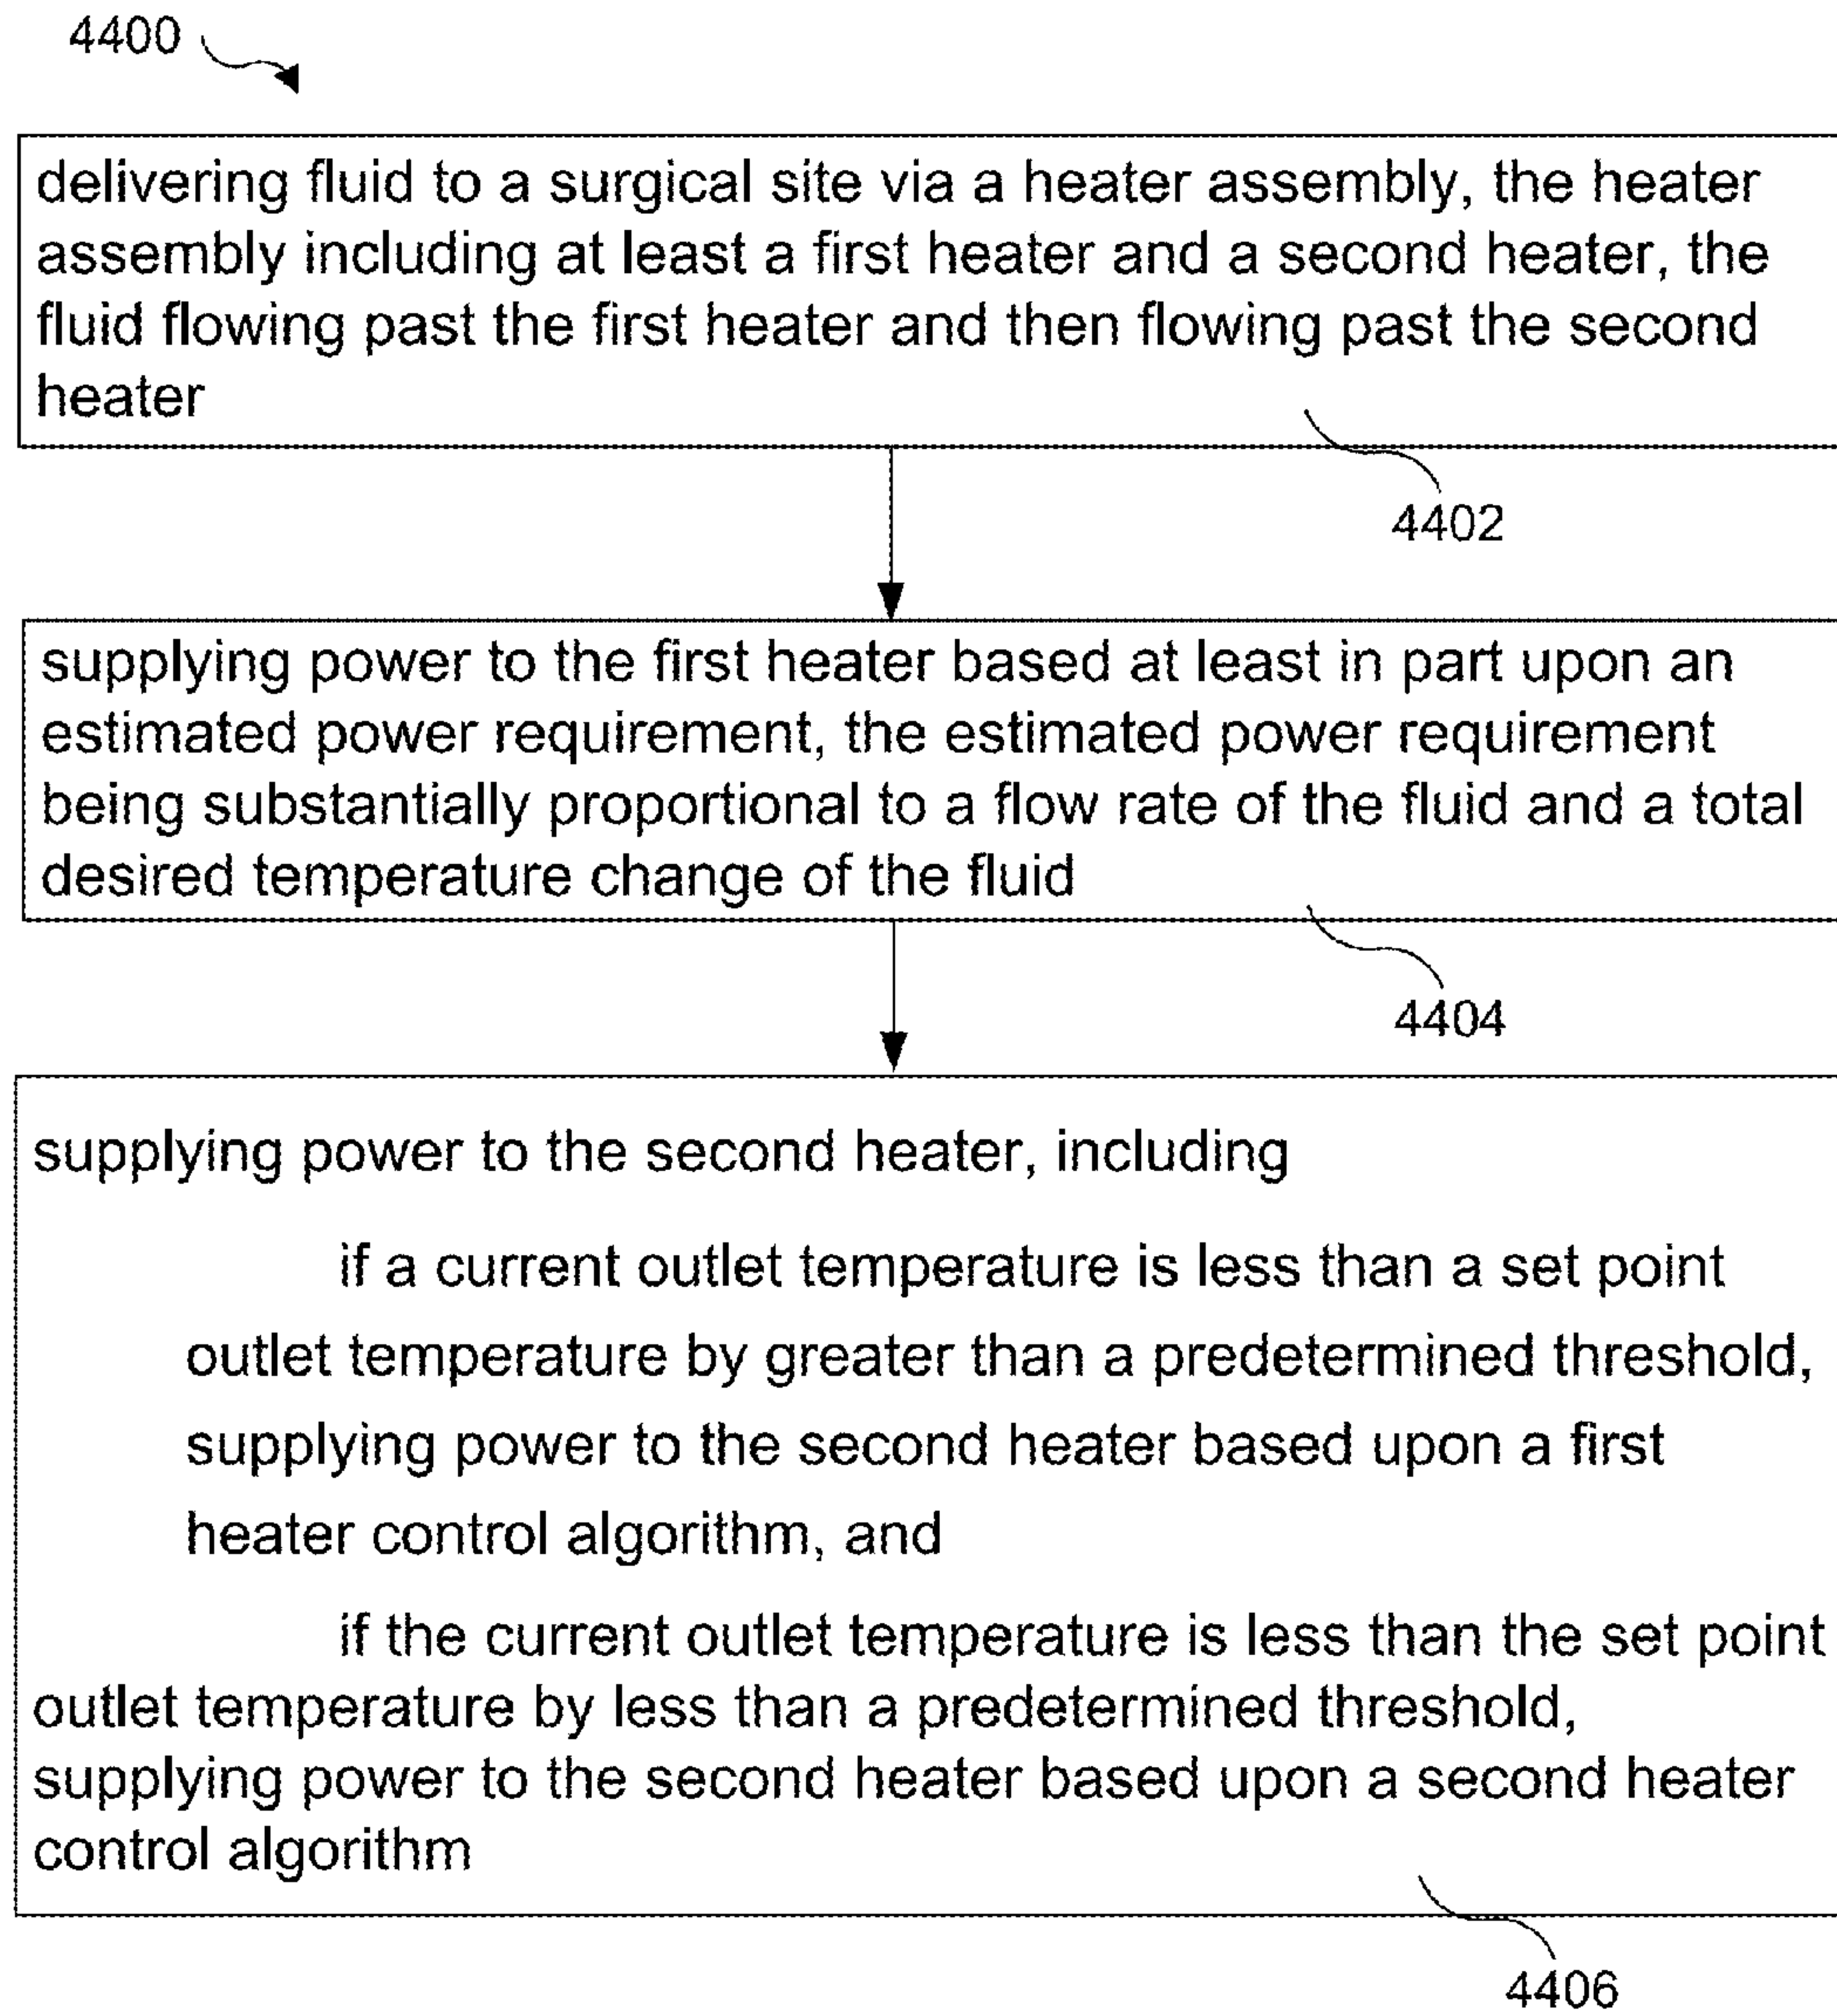 4400
delivering fluid to a surgical site via a heater assembly, the heater
assembly including at least a first heater and a second heater, the
fluid flowing past the first heater and then flowing past the second
heater
4402
supplying power to the first heater based at least in part upon an
estimated power requirement, the estimated power requirement
being substantially proportional to a flow rate of the fluid and a total
desired temperature change of the fluid
4404
supplying power to the second heater, including
if a current outlet temperature is less than a set point
outlet temperature by greater than a predetermined threshold,
supplying power to the second heater based upon a first
heater control algorithm, and
if the current outlet temperature is less than the set point
outlet temperature by less than a predetermined threshold,
supplying power to the second heater based upon a second heater
control algorithm
4406